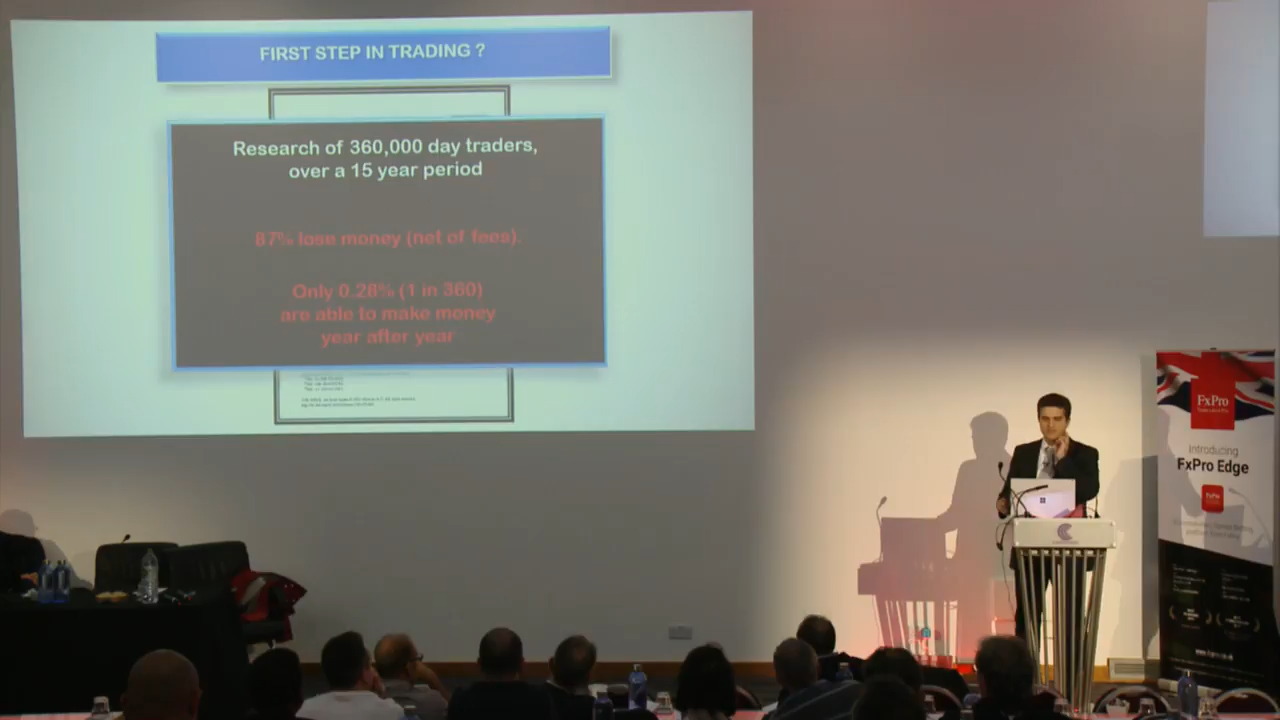 FIRST STEP IN TRADING ?
Research of 360,000 day traders,
over a 15 year period
87% lose money (net of fees).
Only 0.28% (1 in 360)
are able to make money
year after year
FxPro
Introducing
FxPro Edge
FxPro